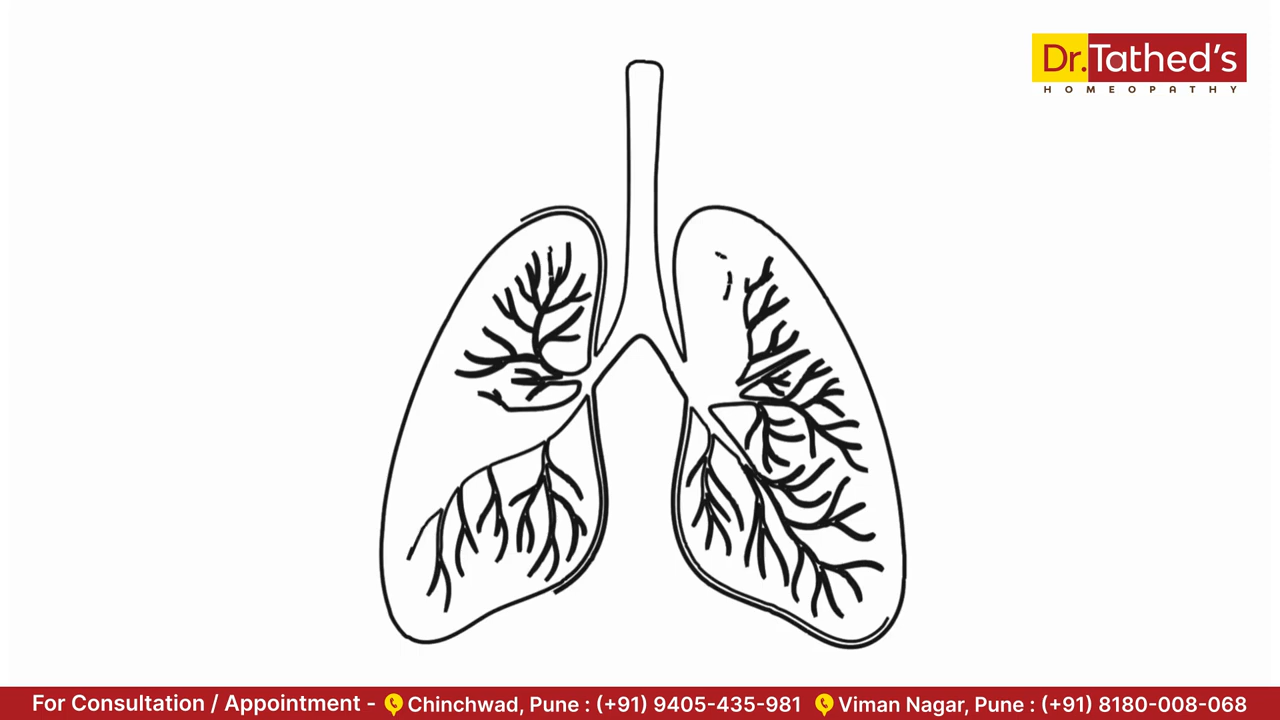 Dr.Tathed's
HOMEOPATHY
For Consultation / Appointment - Chinchwad, Pune : (+91) 9405-435-981 Viman Nagar, Pune : (+91) 8180-008-068